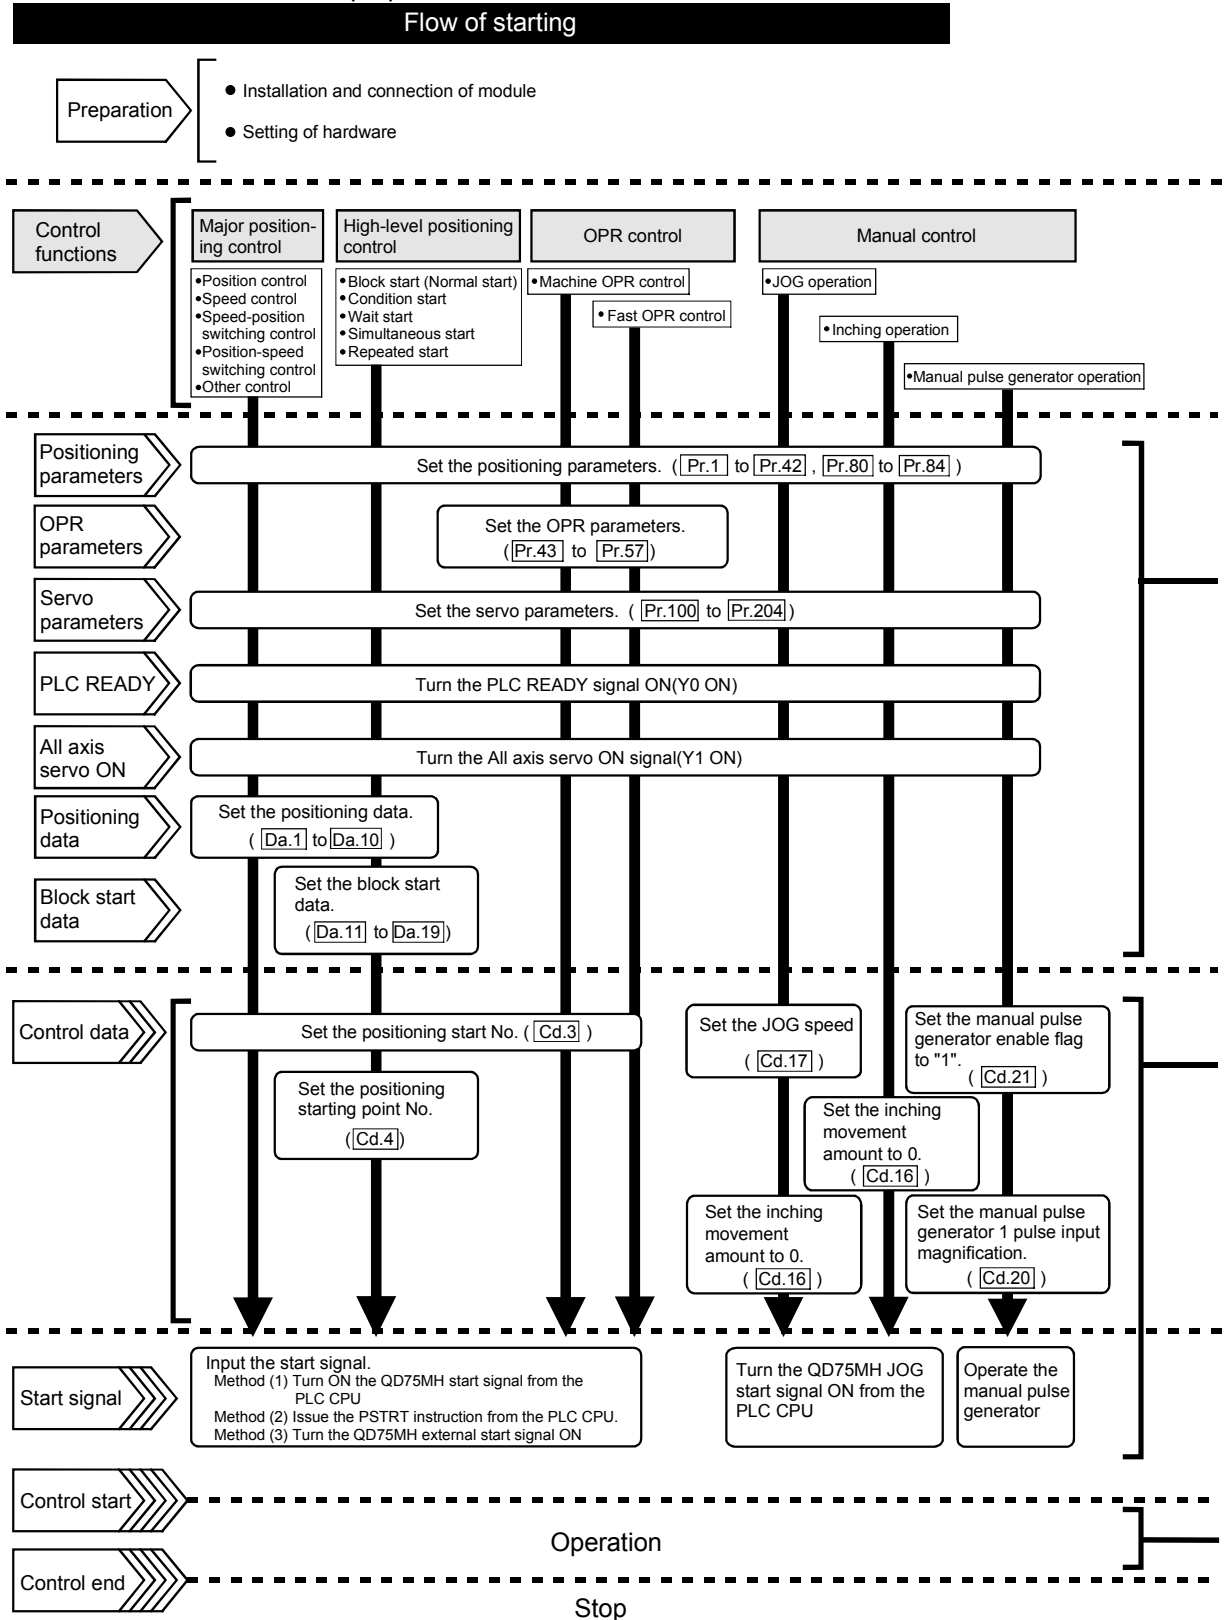 Flow of starting
Preparation
● Installation and connection of module
● Setting of hardware
Control
functions
Major position-
ing control
High-level positioning
control
OPR control
Manual control
•Position control
•Speed control
•Speed-position
switching control
•Position-speed
switching control
•Other control
•Block start (Normal start)
•Condition start
•Wait start
•Simultaneous start
•Repeated start
•Machine OPR control
• Fast OPR control
•JOG operation
•Inching operation
•Manual pulse generator operation
Positioning
parameters
Set the positioning parameters. ( Pr.1 to Pr.42 , Pr.80 to Pr.84 )
OPR
parameters
Set the OPR parameters.
( Pr.43 to Pr.57 )
Servo
parameters
Set the servo parameters. ( Pr.100 to Pr.204 )
PLC READY
Turn the PLC READY signal ON(Y0 ON)
All axis
servo ON
Turn the All axis servo ON signal(Y1 ON)
Positioning
data
Set the positioning data.
( Da.1 to Da.10 )
Block start
data
Set the block start
data.
( Da.11 to Da.19 )
Control data
Set the positioning start No. ( Cd.3 )
Set the positioning
starting point No.
( Cd.4 )
Set the JOG speed
( Cd.17 )
Set the inching
movement
amount to 0.
( Cd.16 )
Set the inching
movement
amount to 0.
( Cd.16 )
Set the manual pulse
generator enable flag
to "1".
( Cd.21 )
Set the manual pulse
generator 1 pulse input
magnification.
( Cd.20 )
Start signal
Input the start signal.
Method (1) Turn ON the QD75MH start signal from the
PLC CPU
Method (2) Issue the PSTRT instruction from the PLC CPU.
Method (3) Turn the QD75MH external start signal ON
Turn the QD75MH JOG
start signal ON from the
PLC CPU
Operate the
manual pulse
generator
Control start
Operation
Control end
Stop